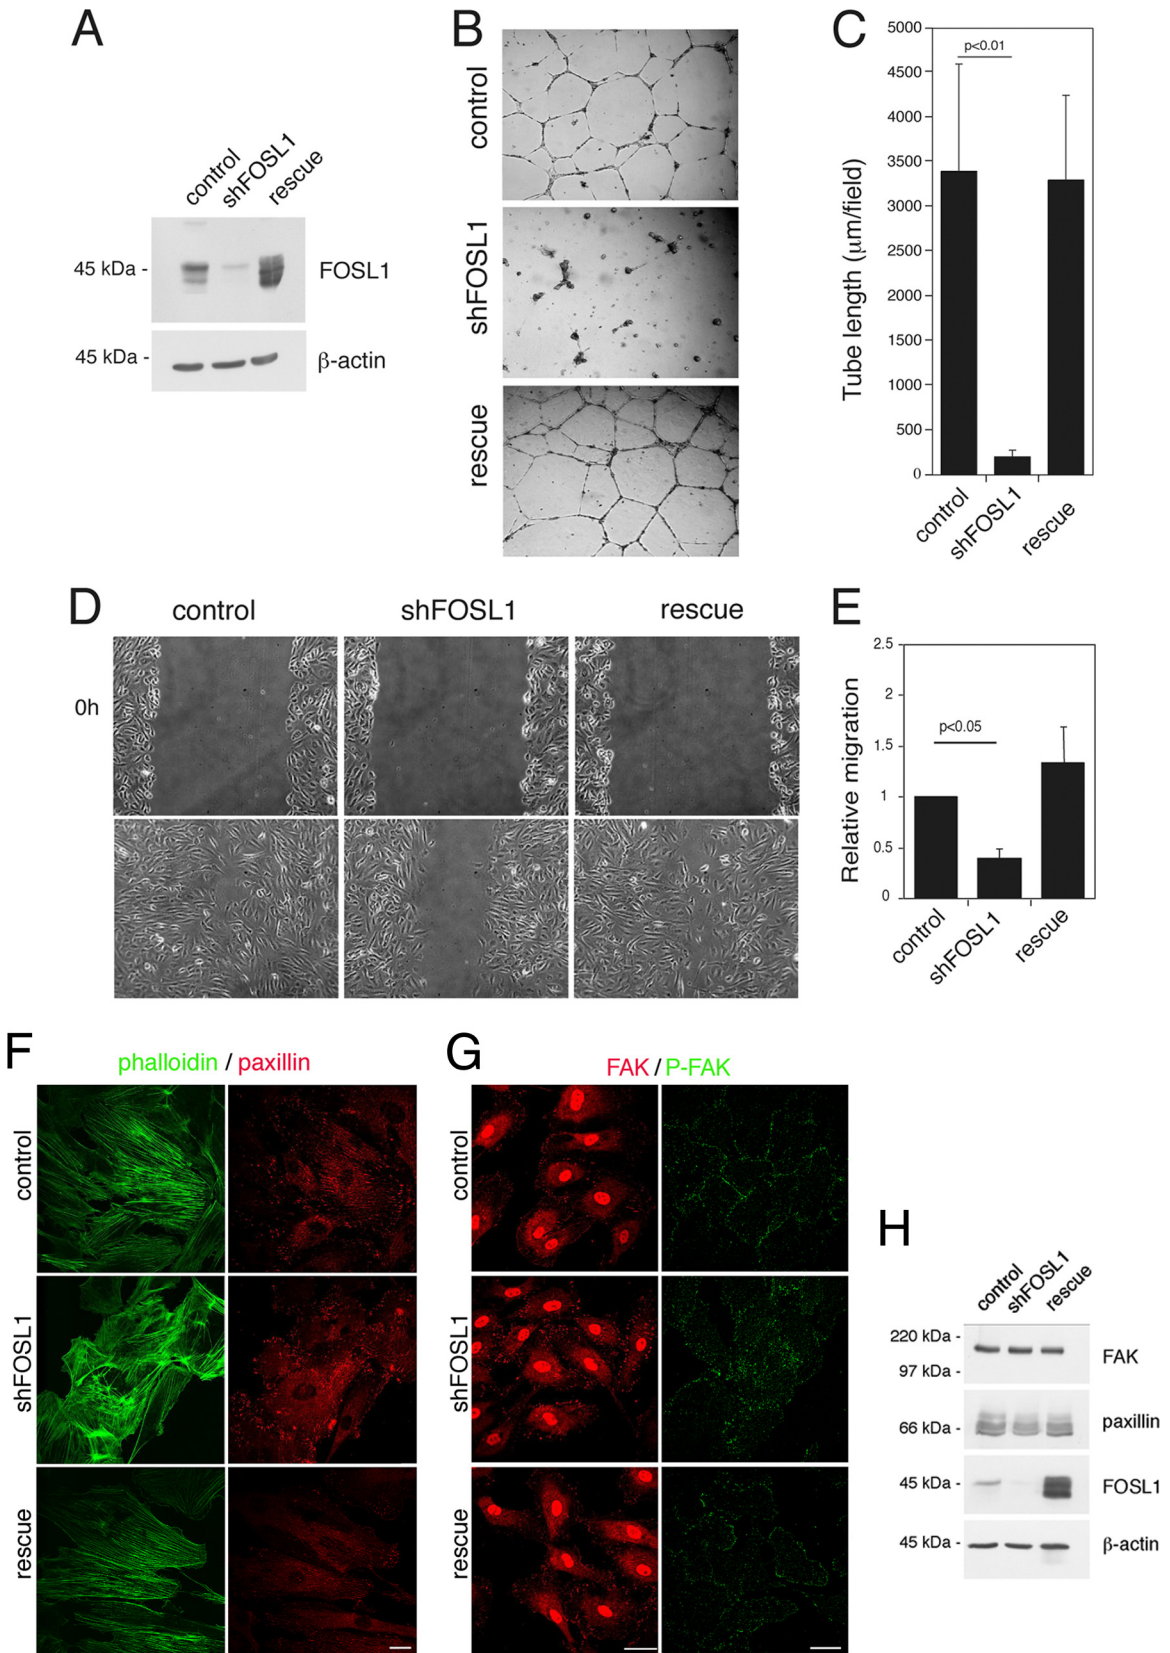 A
control
shFOSL1
rescue
45 kDa -
FOSL1
45 kDa -
β-actin
B
control
shFOSL1
rescue
C
5000
4500
4000
3500
3000
2500
2000
1500
1000
500
0
Tube length (μm/field)
p<0.01
control
shFOSL1
rescue
D
control
shFOSL1
rescue
0h
E
2.5
2
1.5
1
0.5
0
Relative migration
p<0.05
control
shFOSL1
rescue
F
phalloidin / paxillin
control
shFOSL1
rescue
G
FAK / P-FAK
control
shFOSL1
rescue
H
control
shFOSL1
rescue
220 kDa -
97 kDa -
FAK
66 kDa -
paxillin
45 kDa -
FOSL1
45 kDa -
β-actin